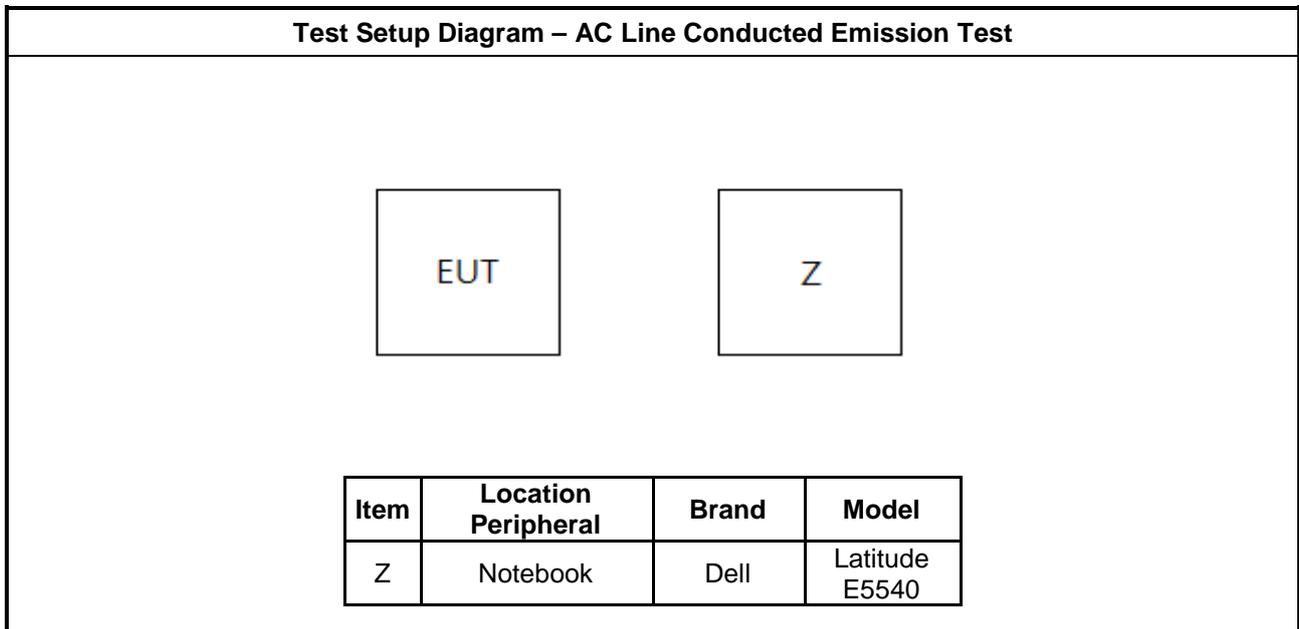 Test Setup Diagram – AC Line Conducted Emission Test
EUT
Z
Item
Location
Peripheral
Brand
Model
Z
Notebook
Dell
Latitude
E5540